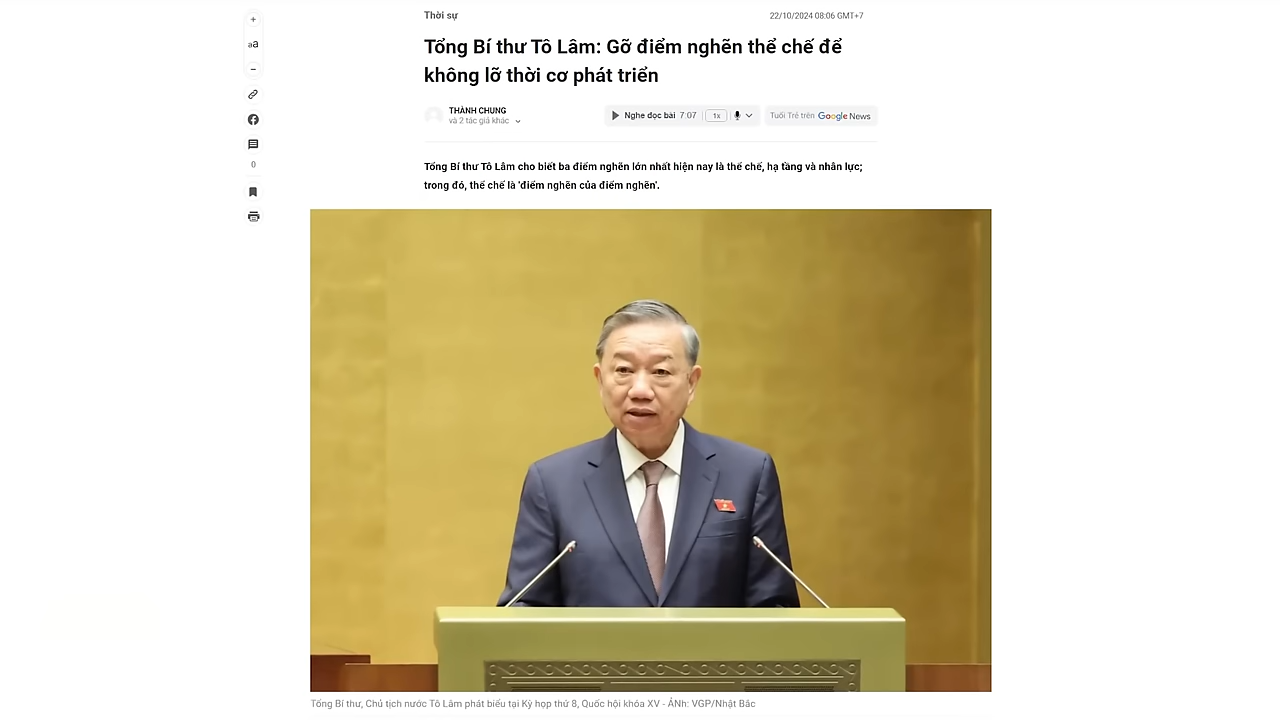 Thời sự
22/10/2024 08:06 GMT+7
Tổng Bí thư Tô Lâm: Gỡ điểm nghẽn thể chế để
không lỡ thời cơ phát triển
+
aA
−
THÀNH CHUNG
và 2 tác giả khác
Nghe đọc bài 7:07 1x
Tuổi Trẻ trên Google News
0
Tổng Bí thư Tô Lâm cho biết ba điểm nghẽn lớn nhất hiện nay là thể chế, hạ tầng và nhân lực;
trong đó, thể chế là 'điểm nghẽn của điểm nghẽn'.
Tổng Bí thư, Chủ tịch nước Tô Lâm phát biểu tại Kỳ họp thứ 8, Quốc hội khóa XV - ẢNh: VGP/Nhật Bắc